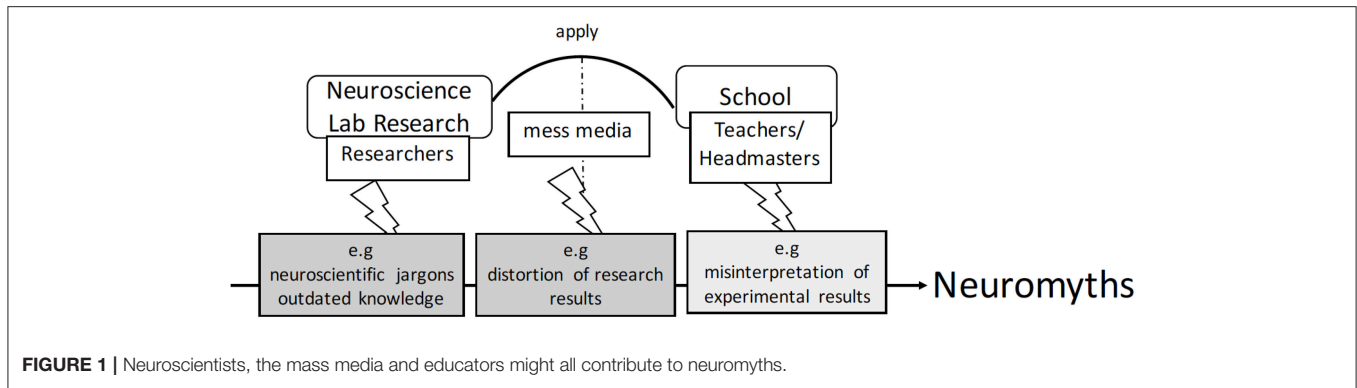 apply
Neuroscience
Lab Research
Researchers
mess media
School
Teachers/
Headmasters
e.g
neuroscientific jargons
outdated knowledge
e.g
distortion of research
results
e.g
misinterpretation of
experimental results
Neuromyths
FIGURE 1 | Neuroscientists, the mass media and educators might all contribute to neuromyths.